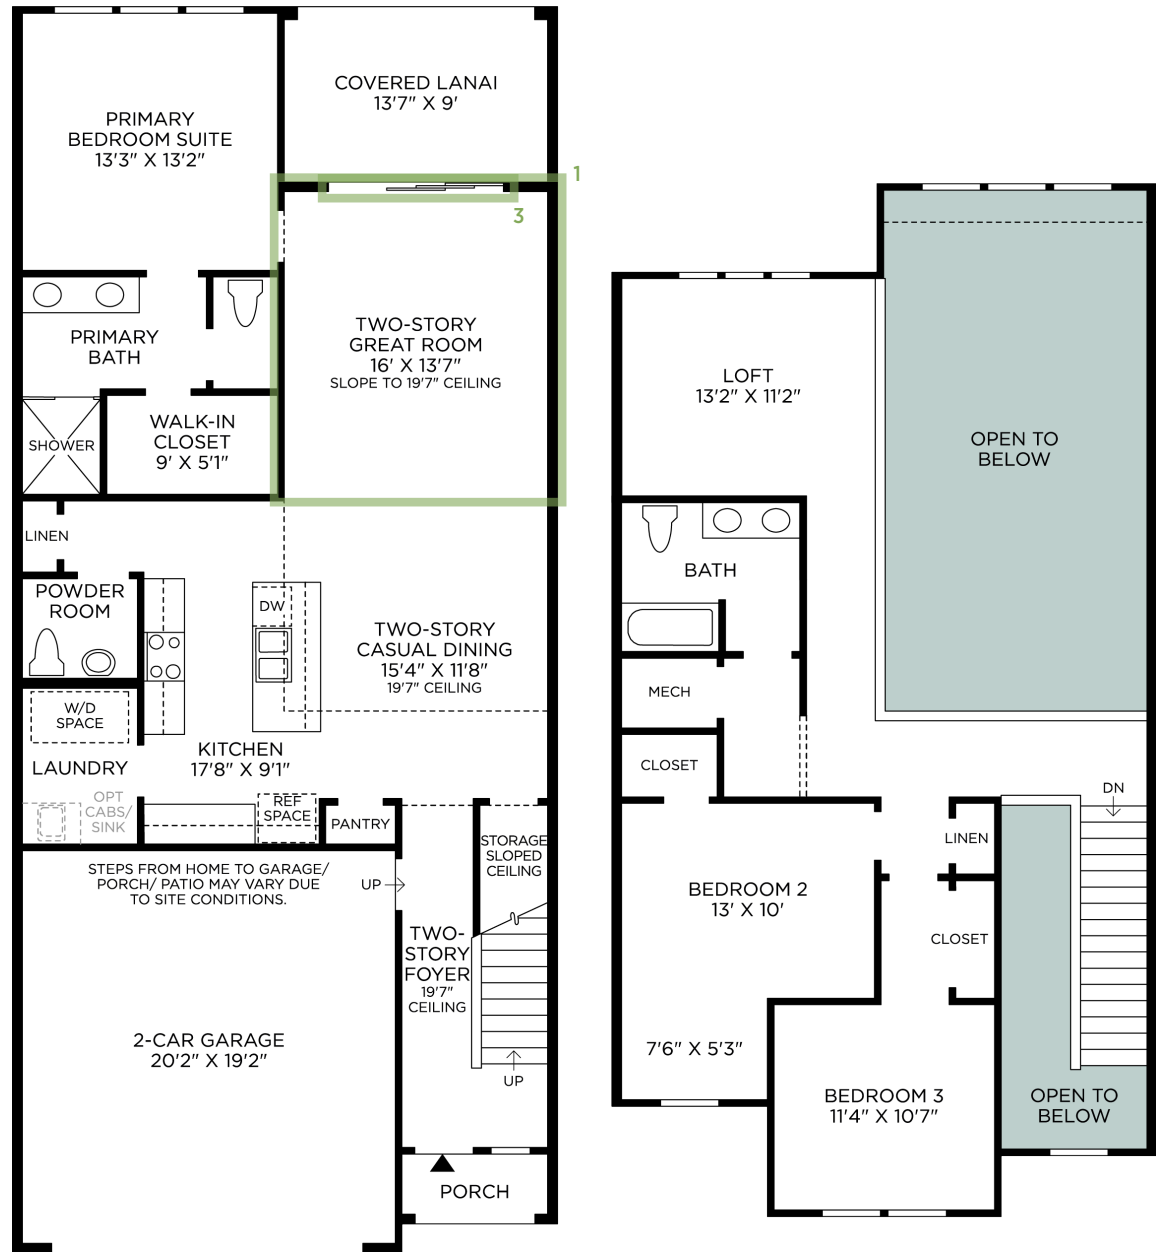 COVERED LANAI
13'7" X 9'
PRIMARY
BEDROOM SUITE
13'3" X 13'2"
1
3
TWO-STORY
GREAT ROOM
16' X 13'7"
SLOPE TO 19'7" CEILING
PRIMARY
BATH
WALK-IN
CLOSET
9' X 5'1"
SHOWER
LINEN
POWDER
ROOM
DW
TWO-STORY
CASUAL DINING
15'4" X 11'8"
19'7" CEILING
W/D
SPACE
LAUNDRY
KITCHEN
17'8" X 9'1"
OPT
CABS/
SINK
REF
SPACE
PANTRY
STORAGE
SLOPED
CEILING
STEPS FROM HOME TO GARAGE/
PORCH/ PATIO MAY VARY DUE
TO SITE CONDITIONS.
UP
TWO-
STORY
FOYER
19'7"
CEILING
2-CAR GARAGE
20'2" X 19'2"
UP
PORCH
LOFT
13'2" X 11'2"
OPEN TO
BELOW
BATH
MECH
CLOSET
DN
LINEN
BEDROOM 2
13' X 10'
CLOSET
7'6" X 5'3"
BEDROOM 3
11'4" X 10'7"
OPEN TO
BELOW